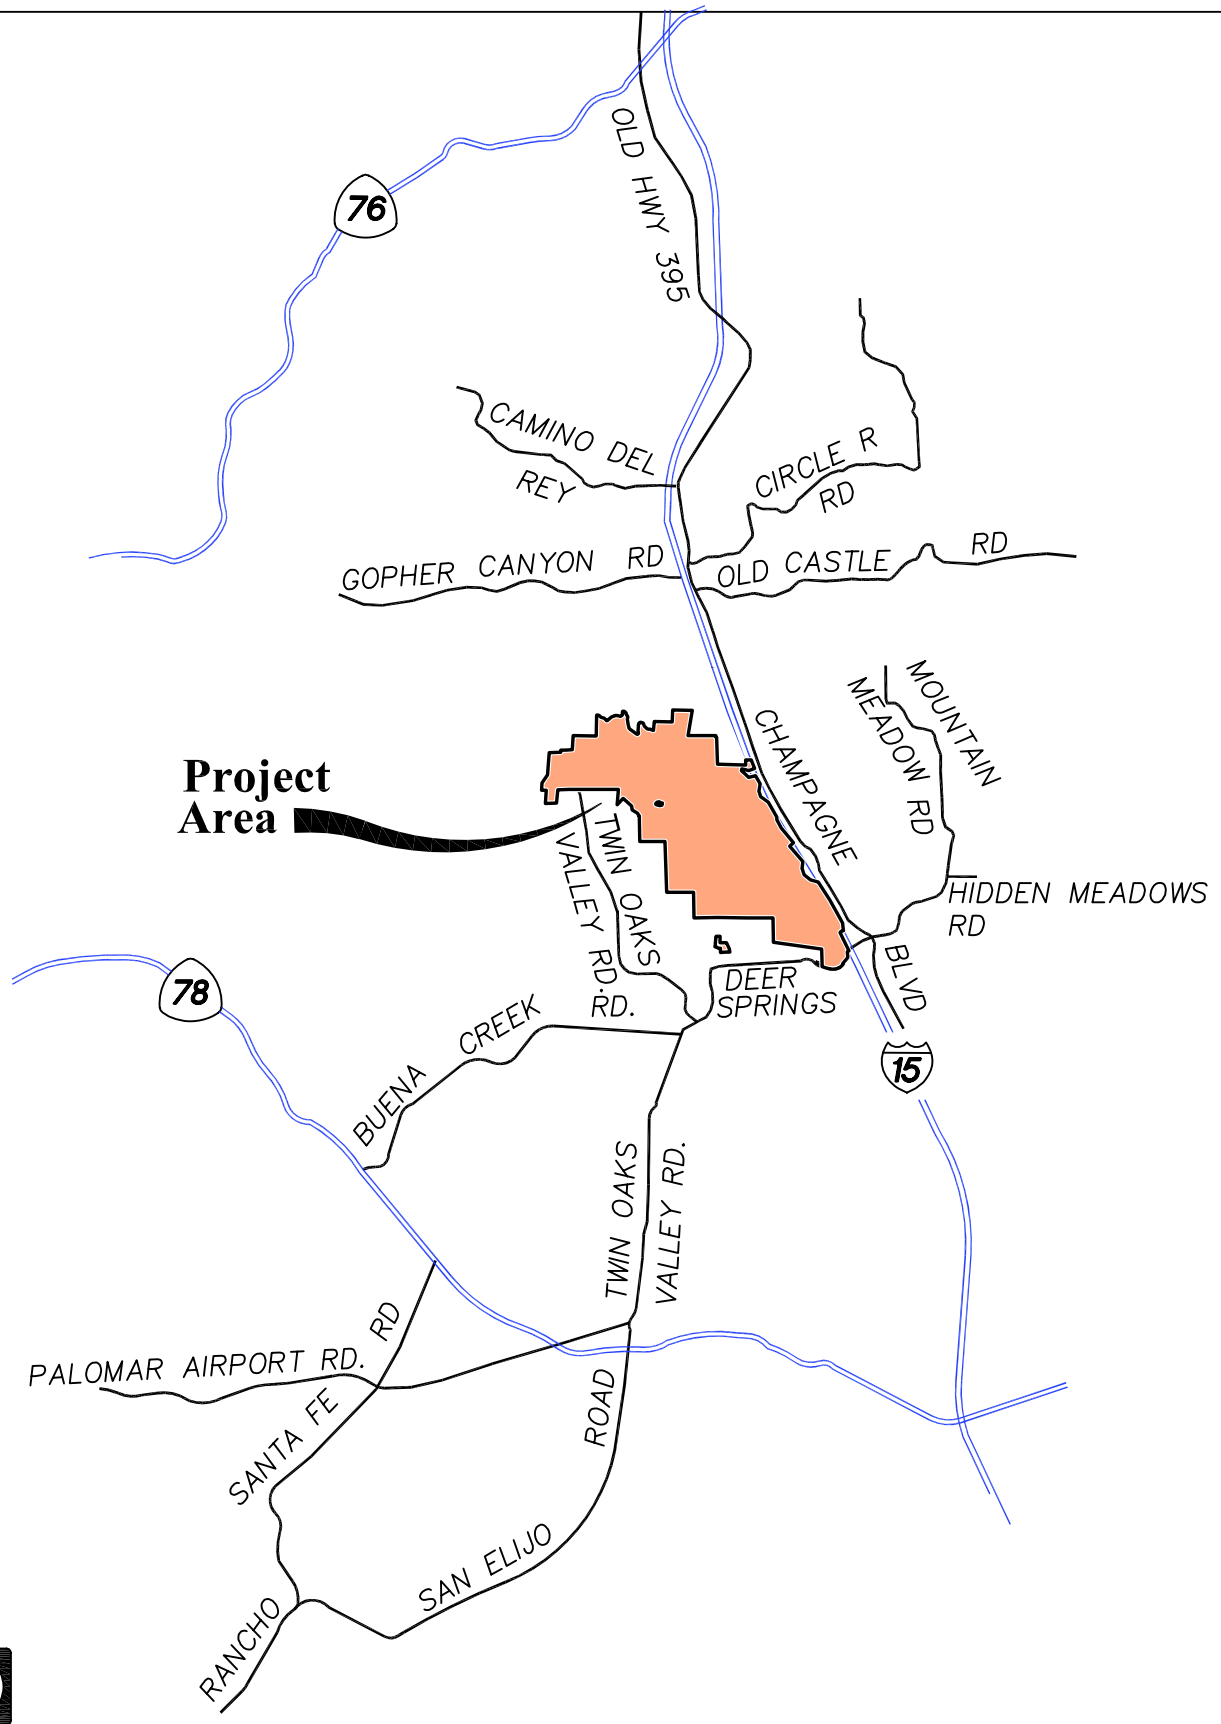 76
OLD HWY 395
CAMINO DEL
REY
CIRCLE R
RD
GOPHER CANYON RD
OLD CASTLE RD
MOUNTAIN
MEADOW RD
CHAMPAGNE
BLVD
Project
Area
TWIN OAKS
VALLEY RD.
HIDDEN MEADOWS
RD
DEER
SPRINGS
RD.
78
BUENA CREEK
15
TWIN OAKS
VALLEY RD.
PALOMAR AIRPORT RD.
RANCHO SANTA FE RD
SAN ELIJO ROAD